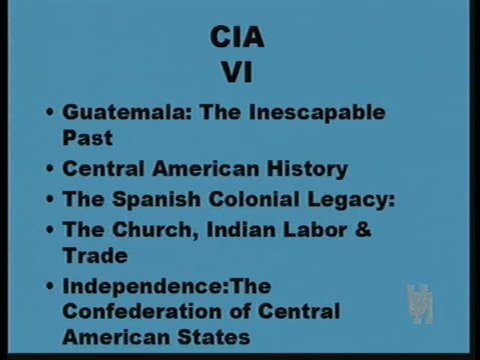 CIA
VI
• Guatemala: The Inescapable
Past
• Central American History
• The Spanish Colonial Legacy:
• The Church, Indian Labor &
Trade
• Independence:The
Confederation of Central
American States